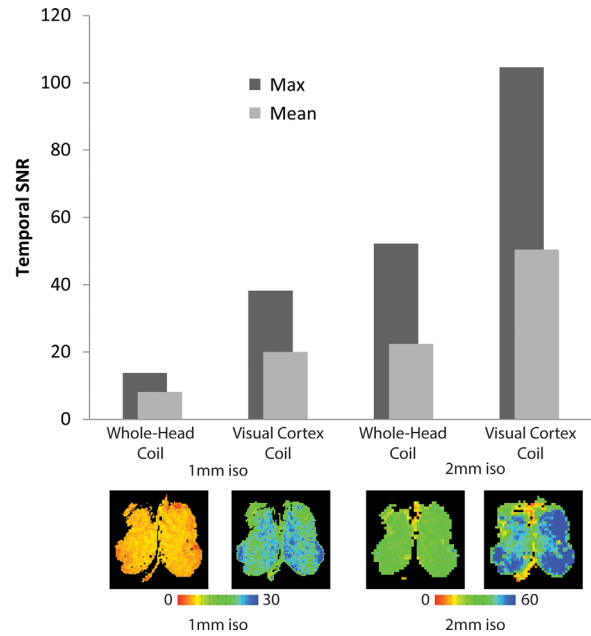 120
100
80
60
40
20
0
Temporal SNR
Max
Mean
Whole-Head
Coil
Visual Cortex
Coil
Whole-Head
Coil
Visual Cortex
Coil
1mm iso
2mm iso
0 30
0 60
1mm iso
2mm iso